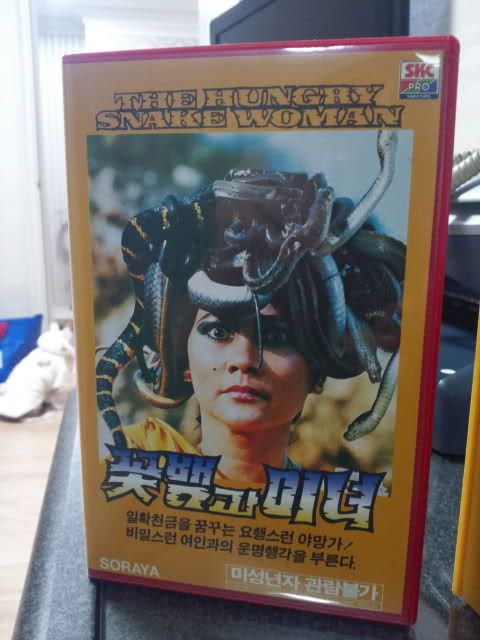 THE HUNGRY
SNAKE WOMAN
SKC
PRO
꽃뱀과 미녀
일확천금을 꿈꾸는 요행스런 야망가!
비밀스런 여인과의 운명행각을 부른다.
SORAYA
미성년자 관람불가